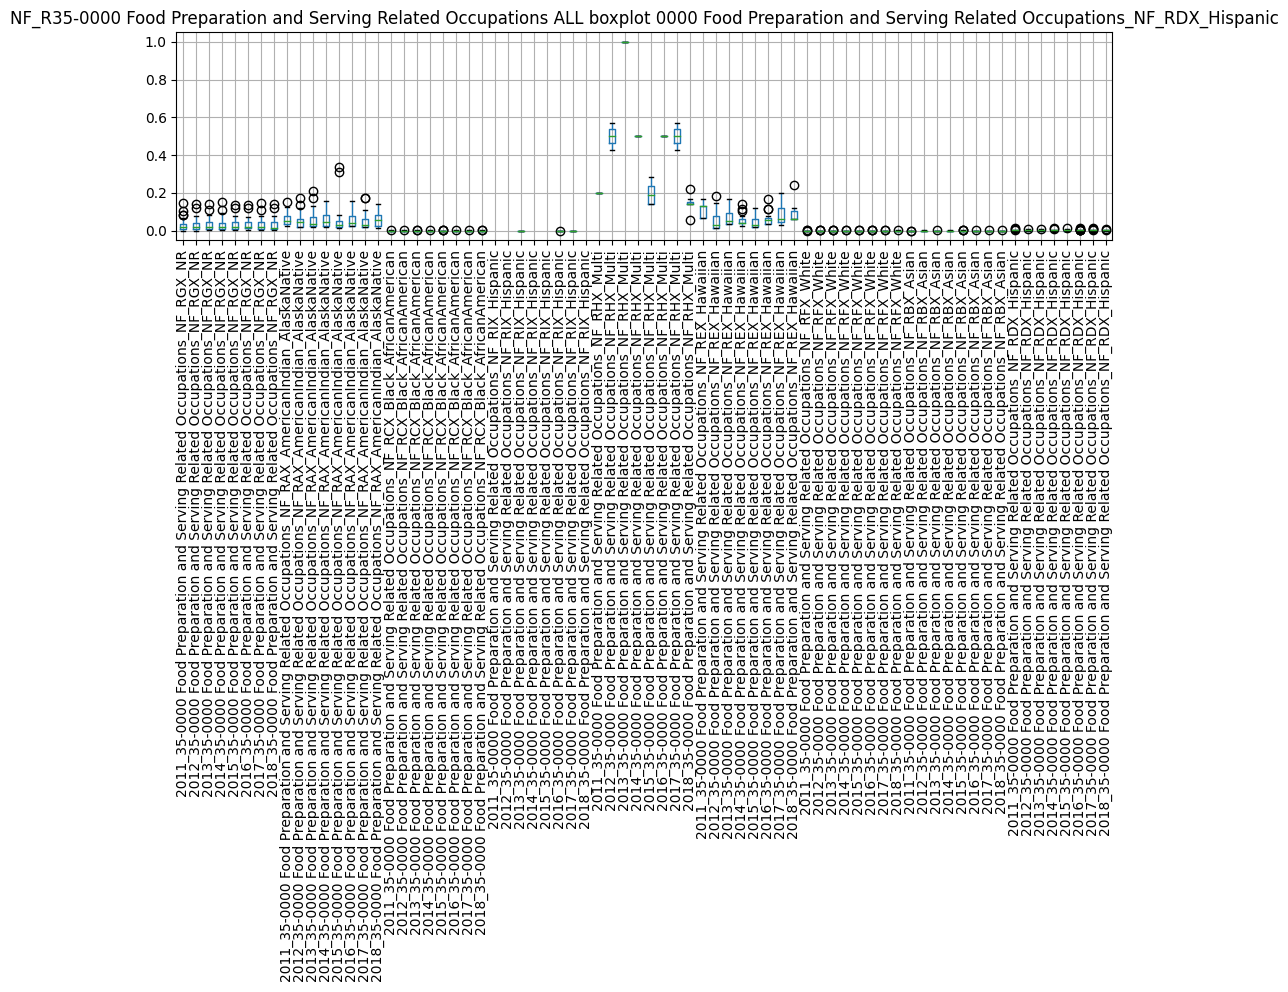 NF_R35-0000 Food Preparation and Serving Related Occupations ALL boxplot 0000 Food Preparation and Serving Related Occupations_NF_RDX_Hispanic
1.0
0.8
0.6
0.4
0.2
0.0
2011_35-0000 Food Preparation and Serving Related Occupations_NF_RGX_NR
2012_35-0000 Food Preparation and Serving Related Occupations_NF_RGX_NR
2013_35-0000 Food Preparation and Serving Related Occupations_NF_RGX_NR
2014_35-0000 Food Preparation and Serving Related Occupations_NF_RGX_NR
2015_35-0000 Food Preparation and Serving Related Occupations_NF_RGX_NR
2016_35-0000 Food Preparation and Serving Related Occupations_NF_RGX_NR
2017_35-0000 Food Preparation and Serving Related Occupations_NF_RGX_NR
2018_35-0000 Food Preparation and Serving Related Occupations_NF_RGX_NR
2011_35-0000 Food Preparation and Serving Related Occupations_NF_RAX_AmericanIndian_AlaskaNative
2012_35-0000 Food Preparation and Serving Related Occupations_NF_RAX_AmericanIndian_AlaskaNative
2013_35-0000 Food Preparation and Serving Related Occupations_NF_RAX_AmericanIndian_AlaskaNative
2014_35-0000 Food Preparation and Serving Related Occupations_NF_RAX_AmericanIndian_AlaskaNative
2015_35-0000 Food Preparation and Serving Related Occupations_NF_RAX_AmericanIndian_AlaskaNative
2016_35-0000 Food Preparation and Serving Related Occupations_NF_RAX_AmericanIndian_AlaskaNative
2017_35-0000 Food Preparation and Serving Related Occupations_NF_RAX_AmericanIndian_AlaskaNative
2018_35-0000 Food Preparation and Serving Related Occupations_NF_RAX_AmericanIndian_AlaskaNative
2011_35-0000 Food Preparation and Serving Related Occupations_NF_RCX_Black_AfricanAmerican
2012_35-0000 Food Preparation and Serving Related Occupations_NF_RCX_Black_AfricanAmerican
2013_35-0000 Food Preparation and Serving Related Occupations_NF_RCX_Black_AfricanAmerican
2014_35-0000 Food Preparation and Serving Related Occupations_NF_RCX_Black_AfricanAmerican
2015_35-0000 Food Preparation and Serving Related Occupations_NF_RCX_Black_AfricanAmerican
2016_35-0000 Food Preparation and Serving Related Occupations_NF_RCX_Black_AfricanAmerican
2017_35-0000 Food Preparation and Serving Related Occupations_NF_RCX_Black_AfricanAmerican
2018_35-0000 Food Preparation and Serving Related Occupations_NF_RCX_Black_AfricanAmerican
2011_35-0000 Food Preparation and Serving Related Occupations_NF_RIX_Hispanic
2012_35-0000 Food Preparation and Serving Related Occupations_NF_RIX_Hispanic
2013_35-0000 Food Preparation and Serving Related Occupations_NF_RIX_Hispanic
2014_35-0000 Food Preparation and Serving Related Occupations_NF_RIX_Hispanic
2015_35-0000 Food Preparation and Serving Related Occupations_NF_RIX_Hispanic
2016_35-0000 Food Preparation and Serving Related Occupations_NF_RIX_Hispanic
2017_35-0000 Food Preparation and Serving Related Occupations_NF_RIX_Hispanic
2018_35-0000 Food Preparation and Serving Related Occupations_NF_RIX_Hispanic
2011_35-0000 Food Preparation and Serving Related Occupations_NF_RHX_Multi
2012_35-0000 Food Preparation and Serving Related Occupations_NF_RHX_Multi
2013_35-0000 Food Preparation and Serving Related Occupations_NF_RHX_Multi
2014_35-0000 Food Preparation and Serving Related Occupations_NF_RHX_Multi
2015_35-0000 Food Preparation and Serving Related Occupations_NF_RHX_Multi
2016_35-0000 Food Preparation and Serving Related Occupations_NF_RHX_Multi
2017_35-0000 Food Preparation and Serving Related Occupations_NF_RHX_Multi
2018_35-0000 Food Preparation and Serving Related Occupations_NF_RHX_Multi
2011_35-0000 Food Preparation and Serving Related Occupations_NF_REX_Hawaiian
2012_35-0000 Food Preparation and Serving Related Occupations_NF_REX_Hawaiian
2013_35-0000 Food Preparation and Serving Related Occupations_NF_REX_Hawaiian
2014_35-0000 Food Preparation and Serving Related Occupations_NF_REX_Hawaiian
2015_35-0000 Food Preparation and Serving Related Occupations_NF_REX_Hawaiian
2016_35-0000 Food Preparation and Serving Related Occupations_NF_REX_Hawaiian
2017_35-0000 Food Preparation and Serving Related Occupations_NF_REX_Hawaiian
2018_35-0000 Food Preparation and Serving Related Occupations_NF_REX_Hawaiian
2011_35-0000 Food Preparation and Serving Related Occupations_NF_RFX_White
2012_35-0000 Food Preparation and Serving Related Occupations_NF_RFX_White
2013_35-0000 Food Preparation and Serving Related Occupations_NF_RFX_White
2014_35-0000 Food Preparation and Serving Related Occupations_NF_RFX_White
2015_35-0000 Food Preparation and Serving Related Occupations_NF_RFX_White
2016_35-0000 Food Preparation and Serving Related Occupations_NF_RFX_White
2017_35-0000 Food Preparation and Serving Related Occupations_NF_RFX_White
2018_35-0000 Food Preparation and Serving Related Occupations_NF_RFX_White
2011_35-0000 Food Preparation and Serving Related Occupations_NF_RBX_Asian
2012_35-0000 Food Preparation and Serving Related Occupations_NF_RBX_Asian
2013_35-0000 Food Preparation and Serving Related Occupations_NF_RBX_Asian
2014_35-0000 Food Preparation and Serving Related Occupations_NF_RBX_Asian
2015_35-0000 Food Preparation and Serving Related Occupations_NF_RBX_Asian
2016_35-0000 Food Preparation and Serving Related Occupations_NF_RBX_Asian
2017_35-0000 Food Preparation and Serving Related Occupations_NF_RBX_Asian
2018_35-0000 Food Preparation and Serving Related Occupations_NF_RBX_Asian
2011_35-0000 Food Preparation and Serving Related Occupations_NF_RDX_Hispanic
2012_35-0000 Food Preparation and Serving Related Occupations_NF_RDX_Hispanic
2013_35-0000 Food Preparation and Serving Related Occupations_NF_RDX_Hispanic
2014_35-0000 Food Preparation and Serving Related Occupations_NF_RDX_Hispanic
2015_35-0000 Food Preparation and Serving Related Occupations_NF_RDX_Hispanic
2016_35-0000 Food Preparation and Serving Related Occupations_NF_RDX_Hispanic
2017_35-0000 Food Preparation and Serving Related Occupations_NF_RDX_Hispanic
2018_35-0000 Food Preparation and Serving Related Occupations_NF_RDX_Hispanic